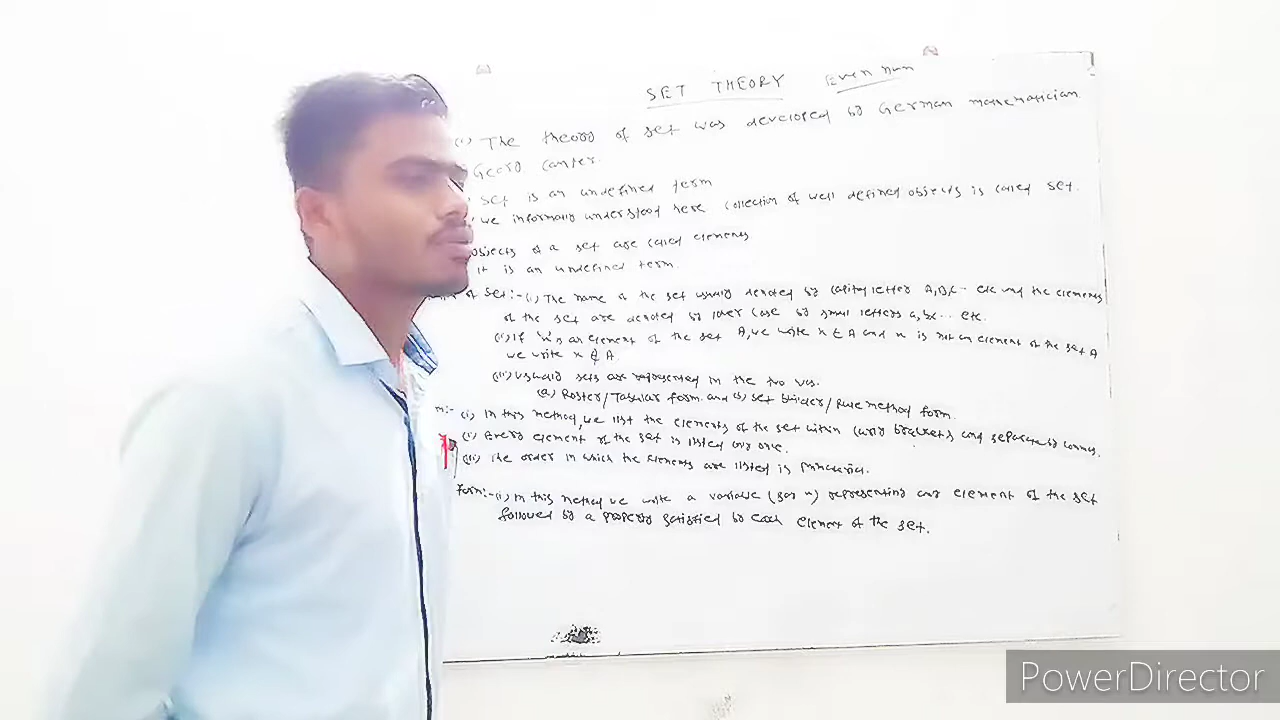 SET THEORY Even num
(i) The theory of set was developed by German mathematician
Georg Canter.
set is an undefined term
we informally understood here collection of well defined objects is called set.
objects of a set are called elements
it is an undefined term.
of set:- (i) The name of the set usually denoted by capital letter A,B,C... etc and the elements
of the set are denoted by lower case by small letters a,b,c... etc.
(ii) If 'x' is an element of the set A, we write x ∈ A and x is not an element of the set A
we write x ∉ A.
(iii) usually sets are represented in the two
(a) Roster/Tabular form and (b) set builder/Rule method form.
m:- (i) In this method, we list the elements of the set within curly brackets and separate by commas.
(ii) Every element of the set is listed only once.
(iii) The order in which the elements are listed is
Form:- (i) In this method we write a variable (say x) representing any element of the set
followed by a property satisfied by each element of the set.
PowerDirector